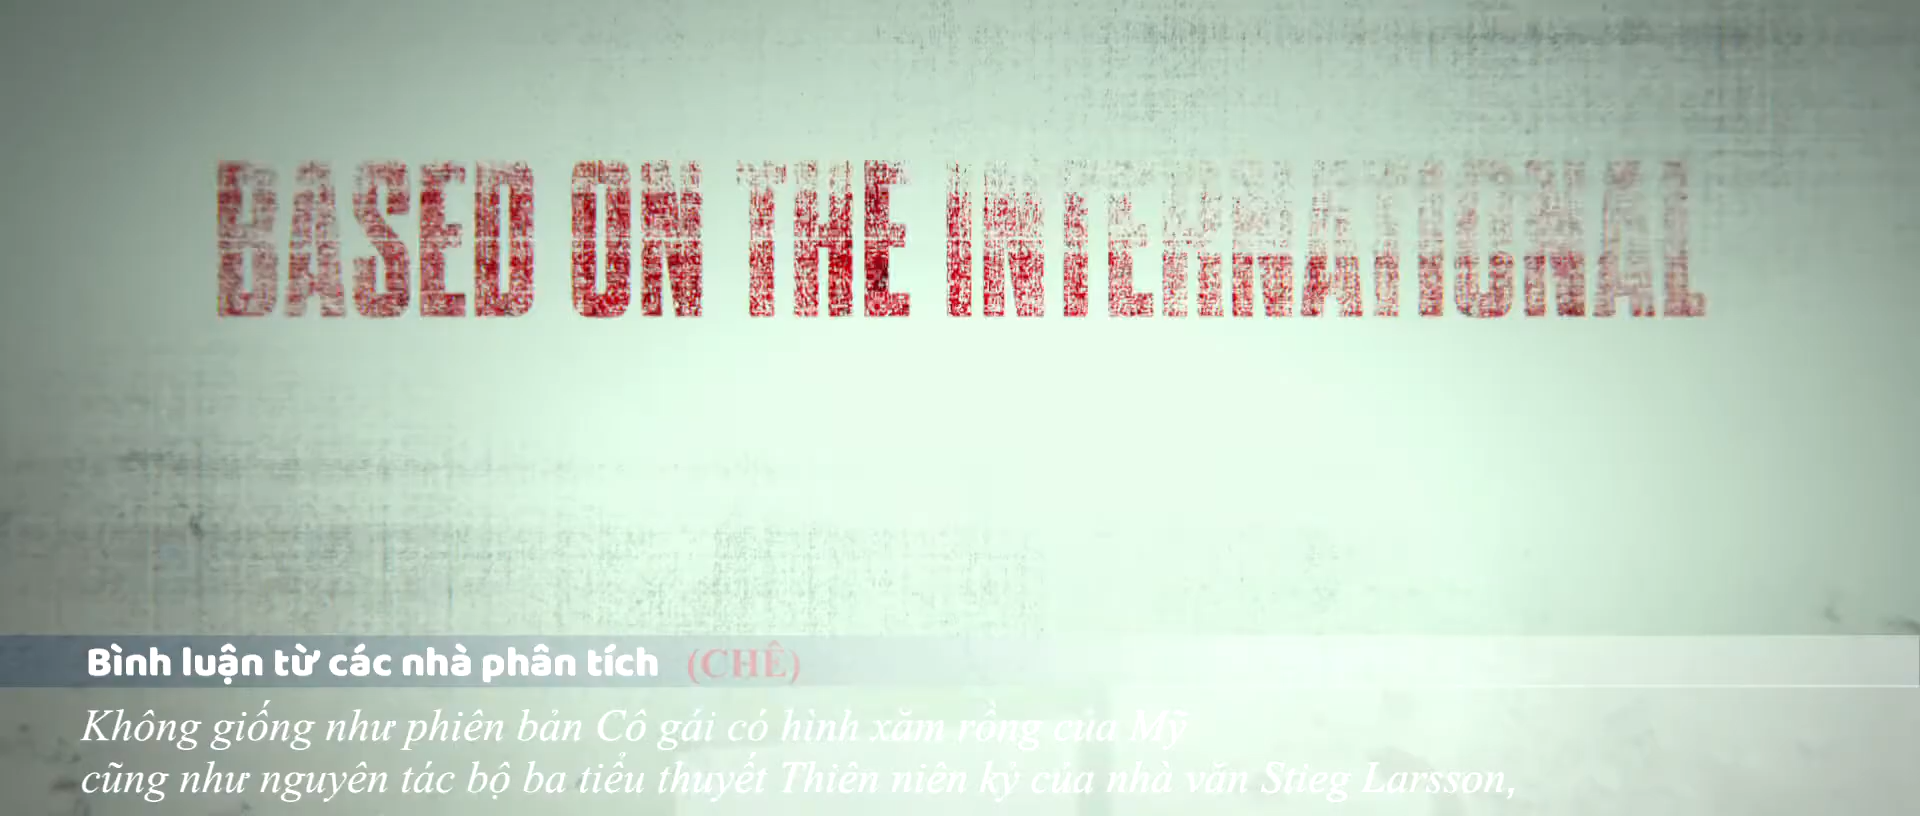 BASED ON THE INTERNATIONAL
Bình luận từ các nhà phân tích (CHÊ)
Không giống như phiên bản Cô gái có hình xăm rồng của Mỹ
cũng như nguyên tác bộ ba tiểu thuyết Thiên niên kỷ của nhà văn Stieg Larsson,